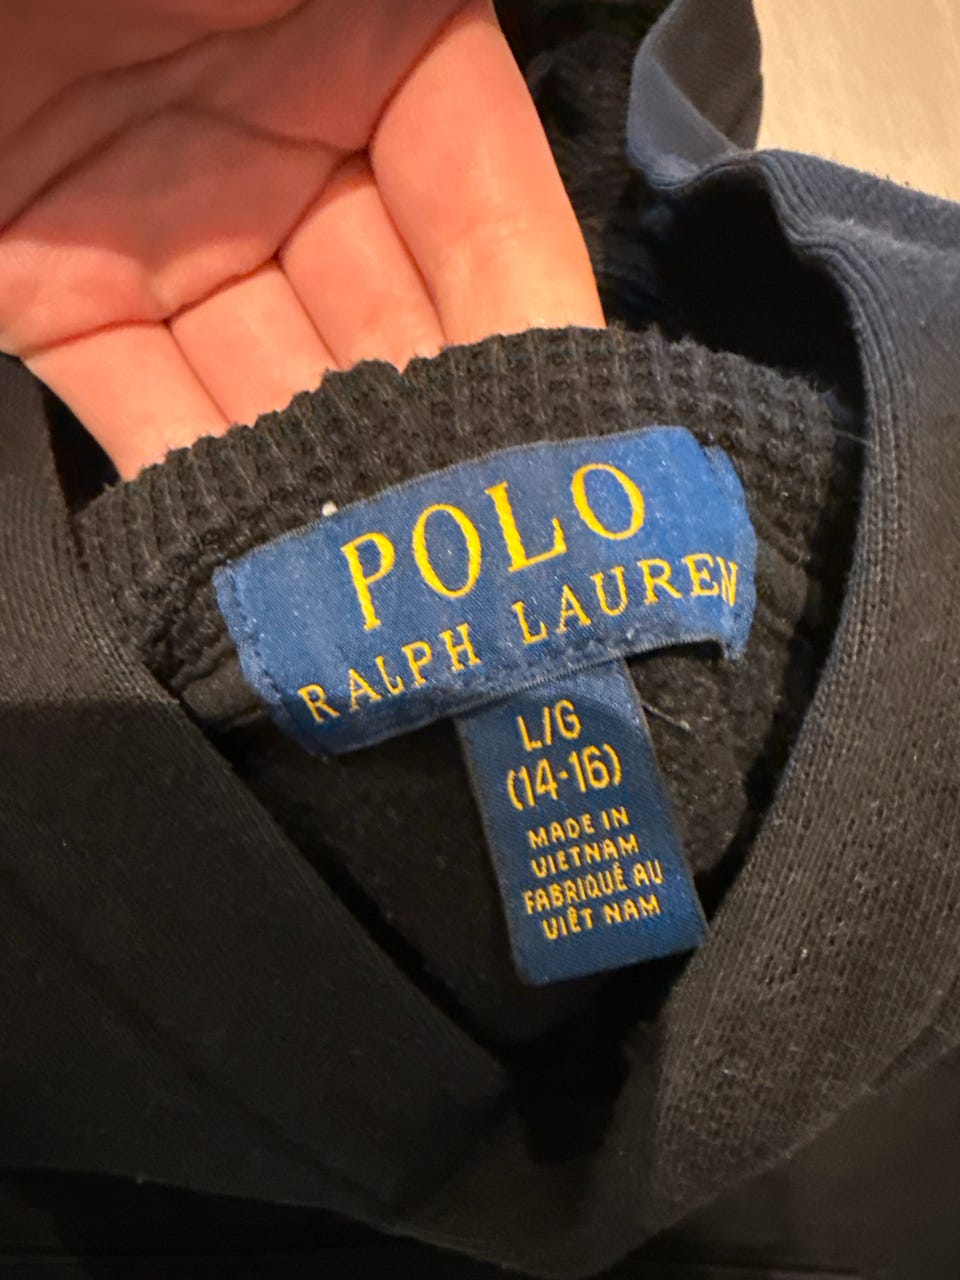 POLO
RALPH LAUREN
L/G
(14-16)
MADE IN
VIETNAM
FABRIQUÉ AU
VIÊT NAM